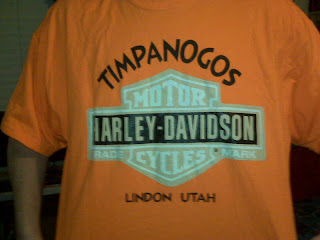 TIMPANOGOS
MOTOR
HARLEY-DAVIDSON
TRADE MARK
CYCLES
LINDON UTAH